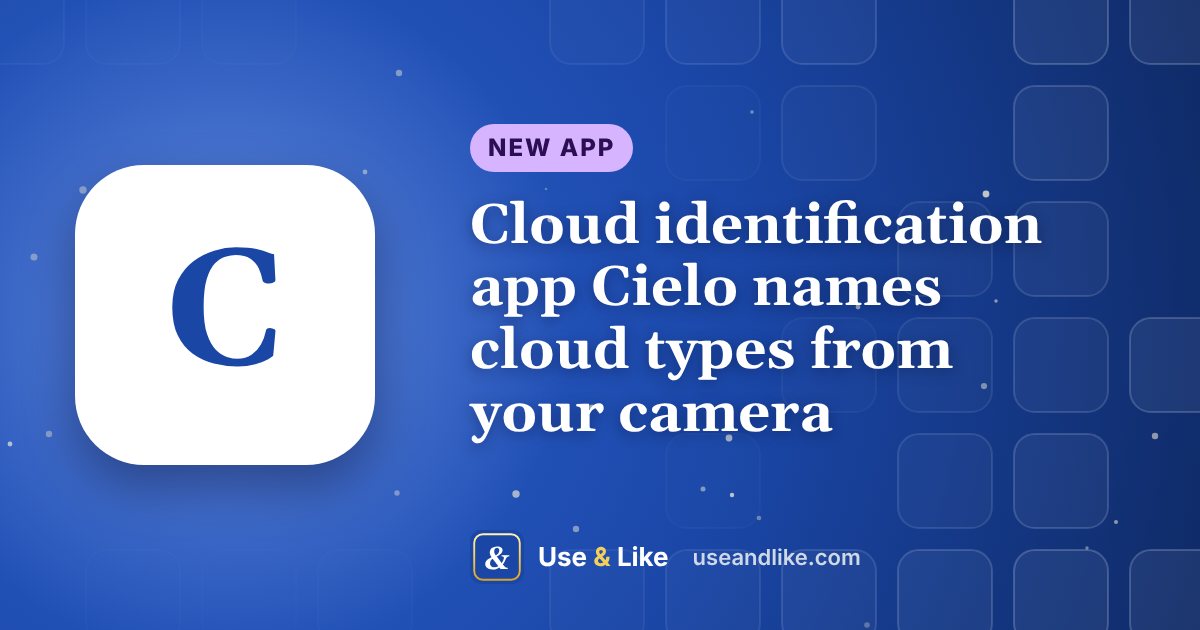 C
NEW APP
Cloud identification
app Cielo names
cloud types from
your camera
& Use & Like useandlike.com